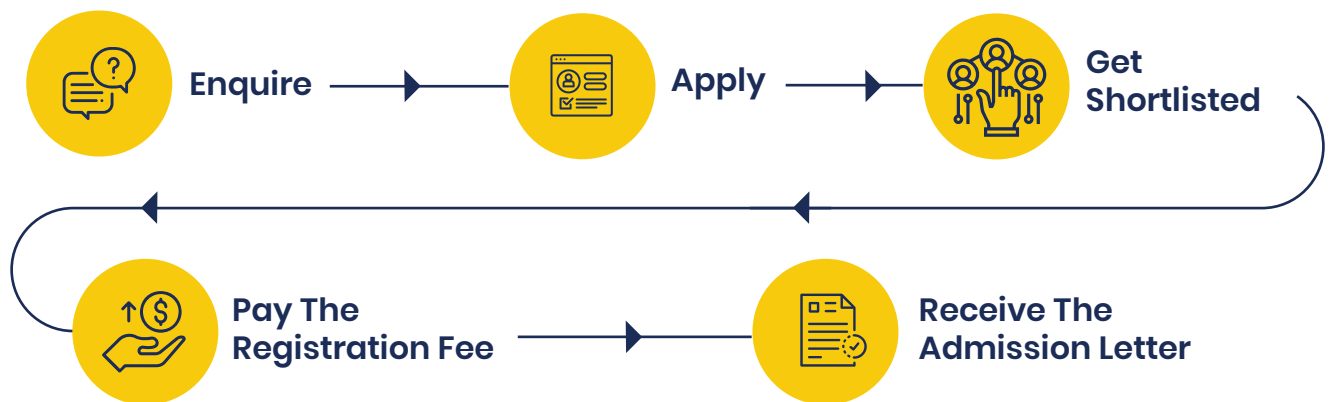 Enquire
Apply
Get
Shortlisted
Pay The
Registration Fee
Receive The
Admission Letter